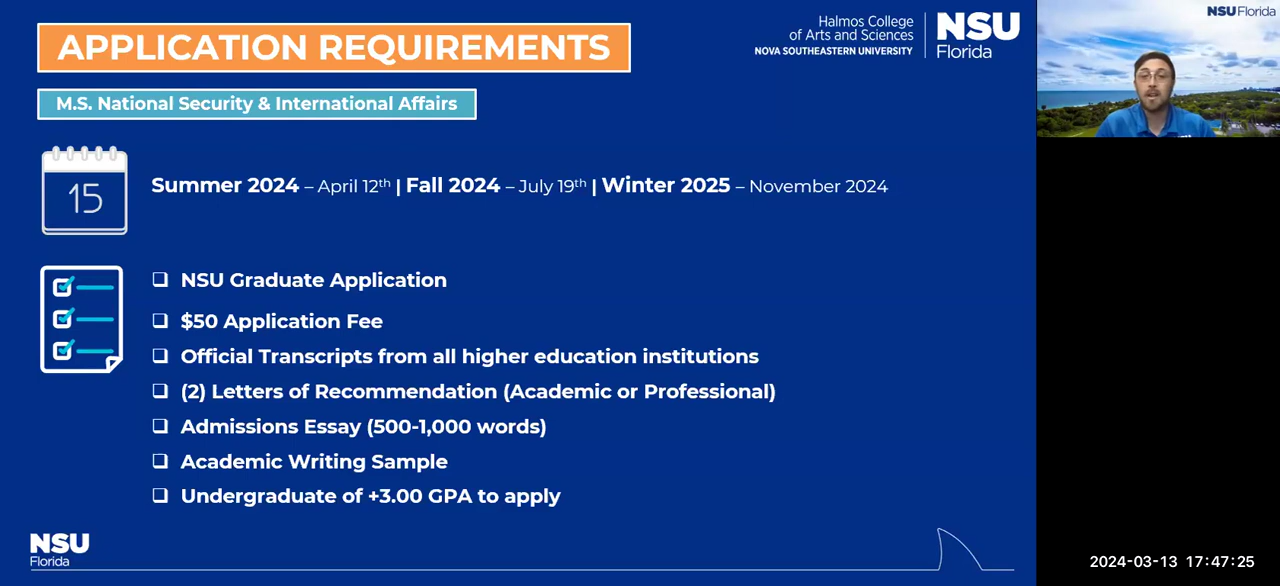 APPLICATION REQUIREMENTS
Halmos College
of Arts and Sciences
NOVA SOUTHEASTERN UNIVERSITY
NSU
Florida
NSU Florida
M.S. National Security & International Affairs
15
Summer 2024 – April 12th | Fall 2024 – July 19th | Winter 2025 – November 2024
❑ NSU Graduate Application
❑ $50 Application Fee
❑ Official Transcripts from all higher education institutions
❑ (2) Letters of Recommendation (Academic or Professional)
❑ Admissions Essay (500-1,000 words)
❑ Academic Writing Sample
❑ Undergraduate of +3.00 GPA to apply
NSU
Florida
2024-03-13 17:47:25